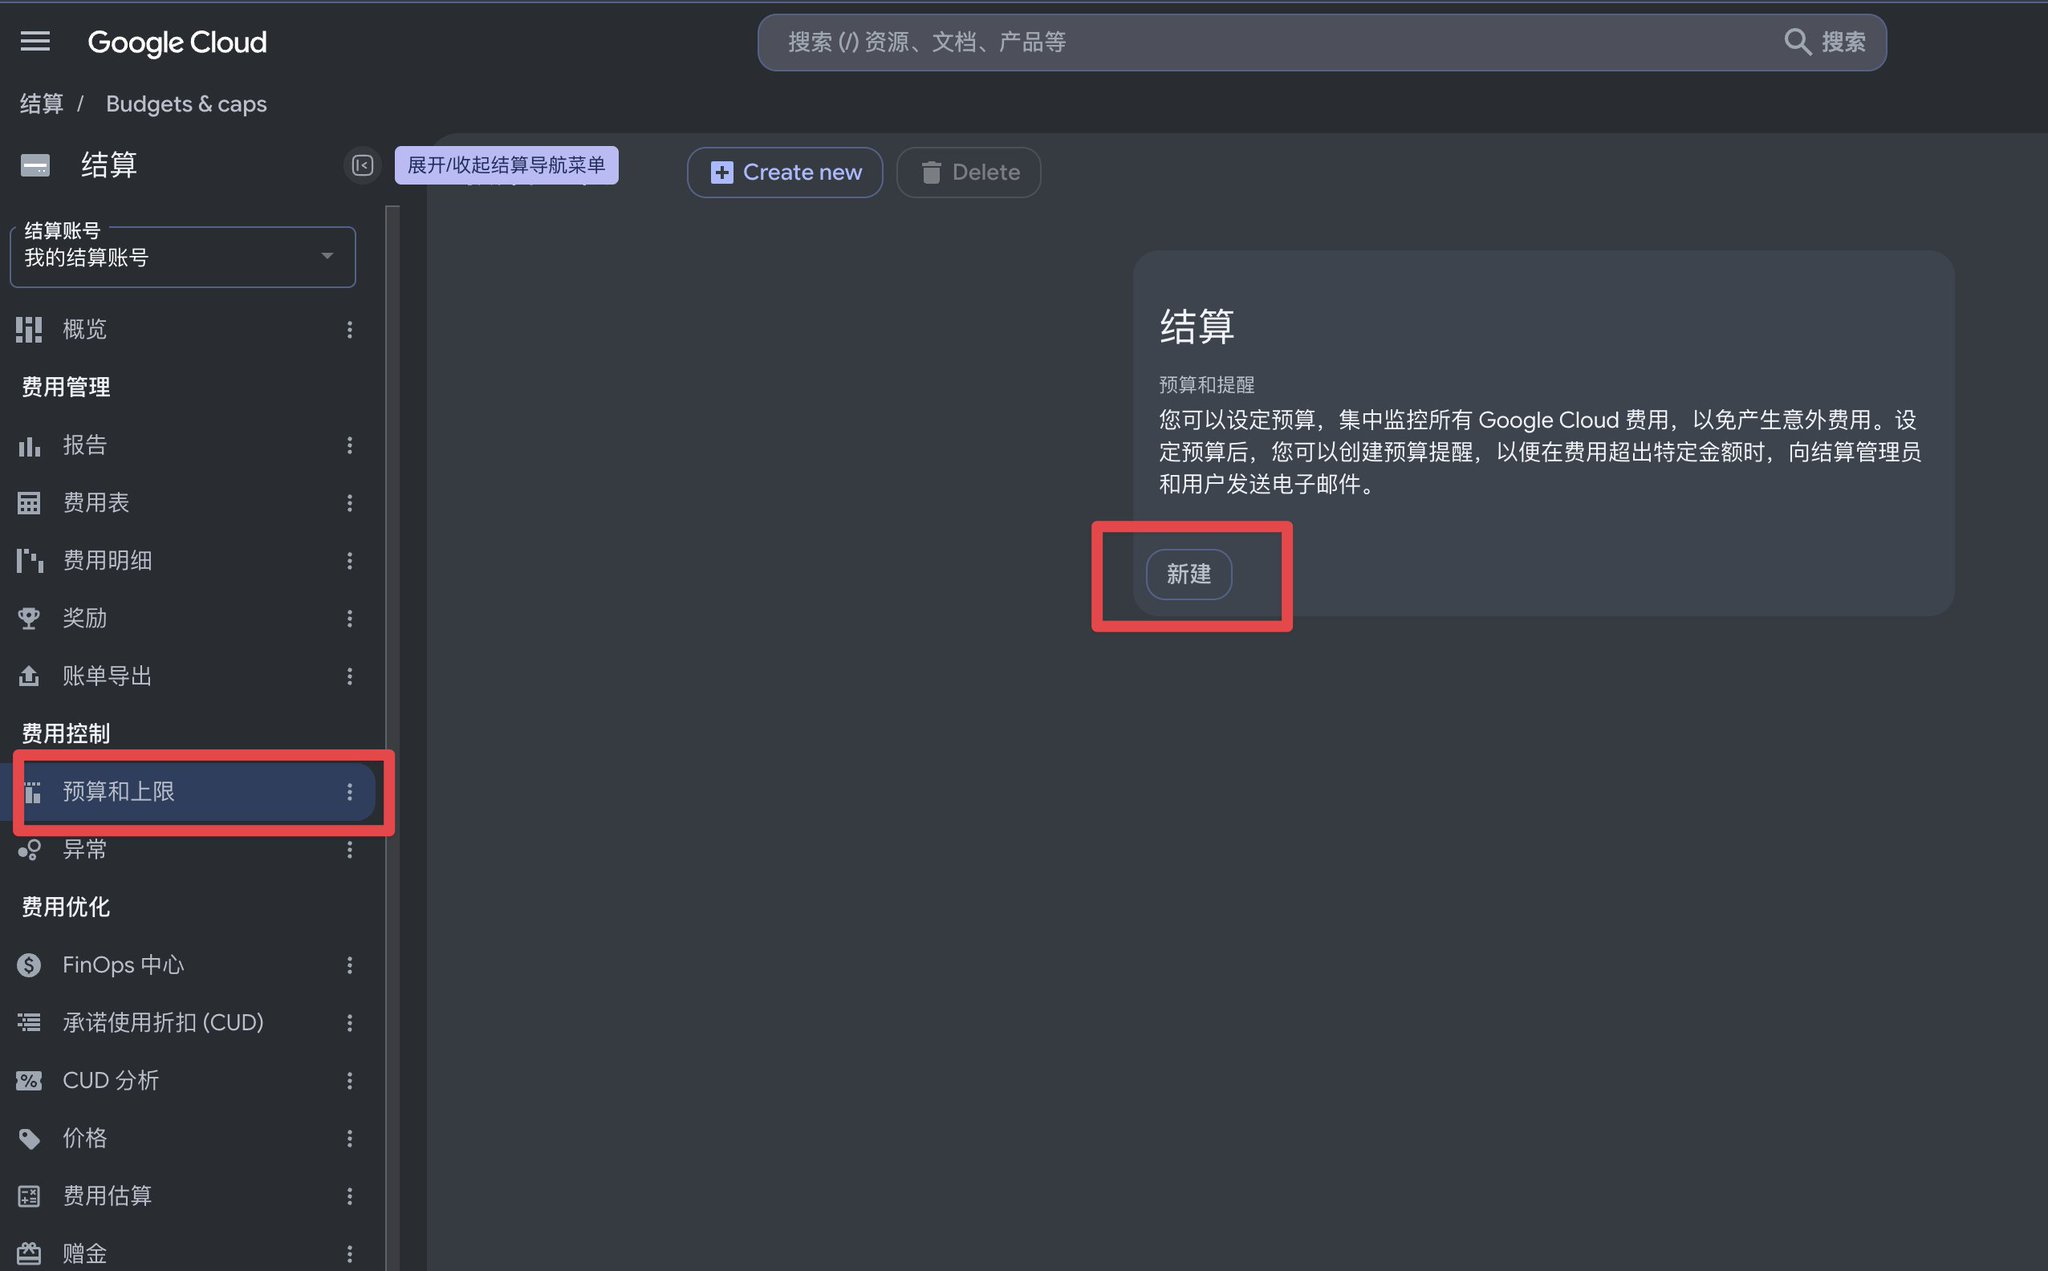 Google Cloud
搜索 (/) 资源、文档、产品等
搜索
结算 / Budgets & caps
结算
展开/收起结算导航菜单
Create new
Delete
结算账号
我的结算账号
概览
费用管理
报告
费用表
费用明细
奖励
账单导出
费用控制
预算和上限
异常
费用优化
FinOps 中心
承诺使用折扣 (CUD)
CUD 分析
价格
费用估算
赠金
结算
预算和提醒
您可以设定预算，集中监控所有 Google Cloud 费用，以免产生意外费用。设
定预算后，您可以创建预算提醒，以便在费用超出特定金额时，向结算管理员
和用户发送电子邮件。
新建